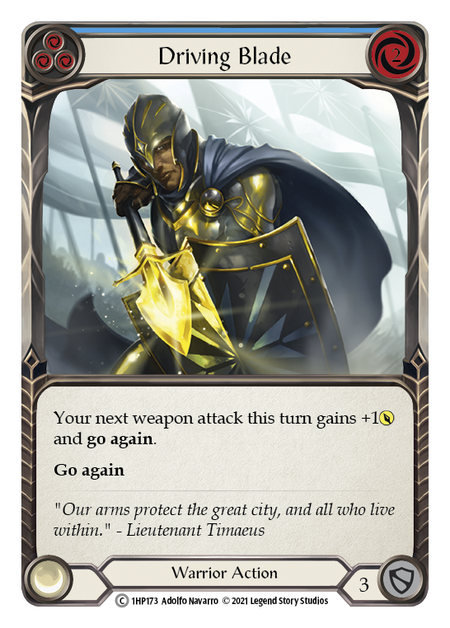 Driving Blade
2
Your next weapon attack this turn gains +1
and go again.
Go again
"Our arms protect the great city, and all who live
within." - Lieutenant Timaeus
Warrior Action
3
C 1HP173 Adolfo Navarro © 2021 Legend Story Studios